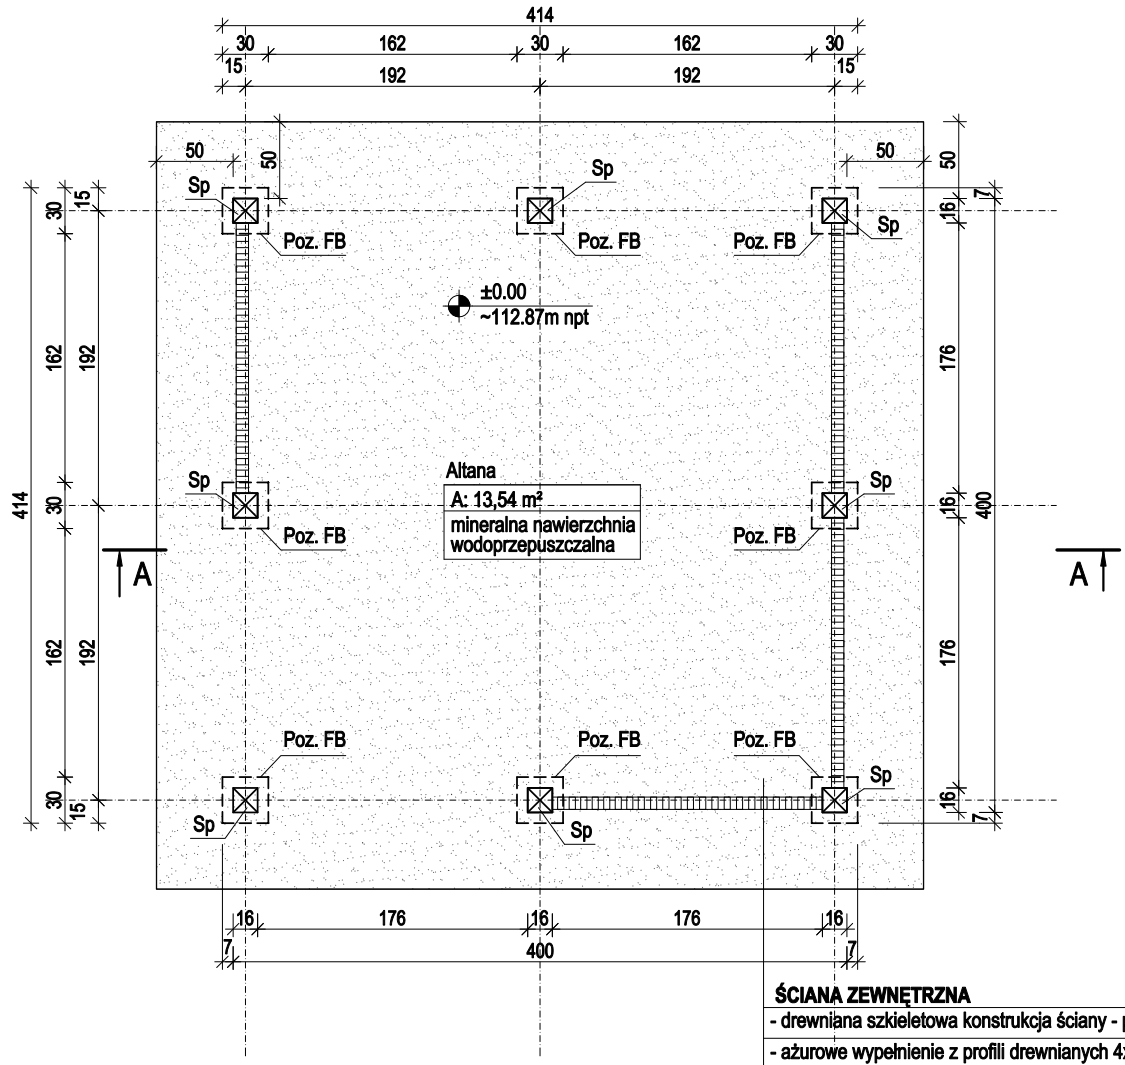 414
30 162 30 162 30
15 192 192 15
50 50 50 50
Sp Sp Sp
15 30 7 16
Poz. FB Poz. FB Poz. FB
±0.00
~112.87m npt
162 192 176
Altana
A: 13,54 m²
mineralna nawierzchnia
wodoprzepuszczalna
Sp Sp
414 30 16 400
Poz. FB Poz. FB
A A
162 192 176
Poz. FB Poz. FB Poz. FB
Sp
30 15 16 7
Sp Sp
16 176 16 176 16
7 400 7
ŚCIANA ZEWNĘTRZNA
- drewniana szkieletowa konstrukcja ściany -
- ażurowe wypełnienie z profili drewnianych